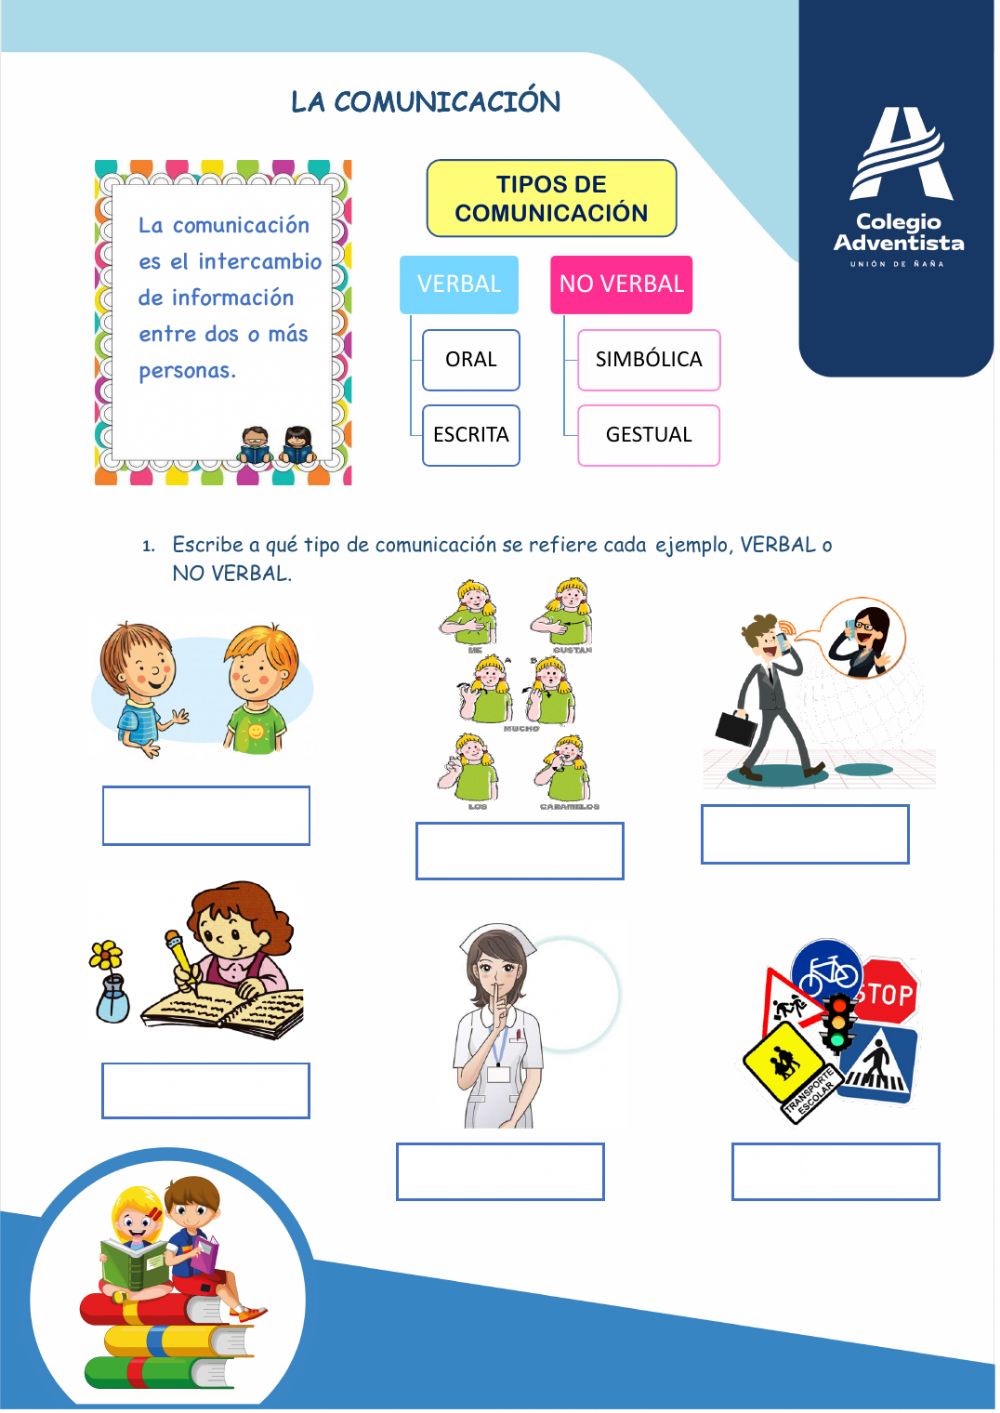 LA COMUNICACIÓN
La comunicación
es el intercambio
de información
entre dos o más
personas.
TIPOS DE
COMUNICACIÓN
VERBAL
NO VERBAL
ORAL
SIMBÓLICA
ESCRITA
GESTUAL
Colegio
Adventista
UNIÓN DE ÑAÑA
1. Escribe a qué tipo de comunicación se refiere cada ejemplo, VERBAL o
NO VERBAL.
ME
GUSTAN
A B
MUCHO
LOS
CARAMELOS
STOP
TRANSPORTE
ESCOLAR